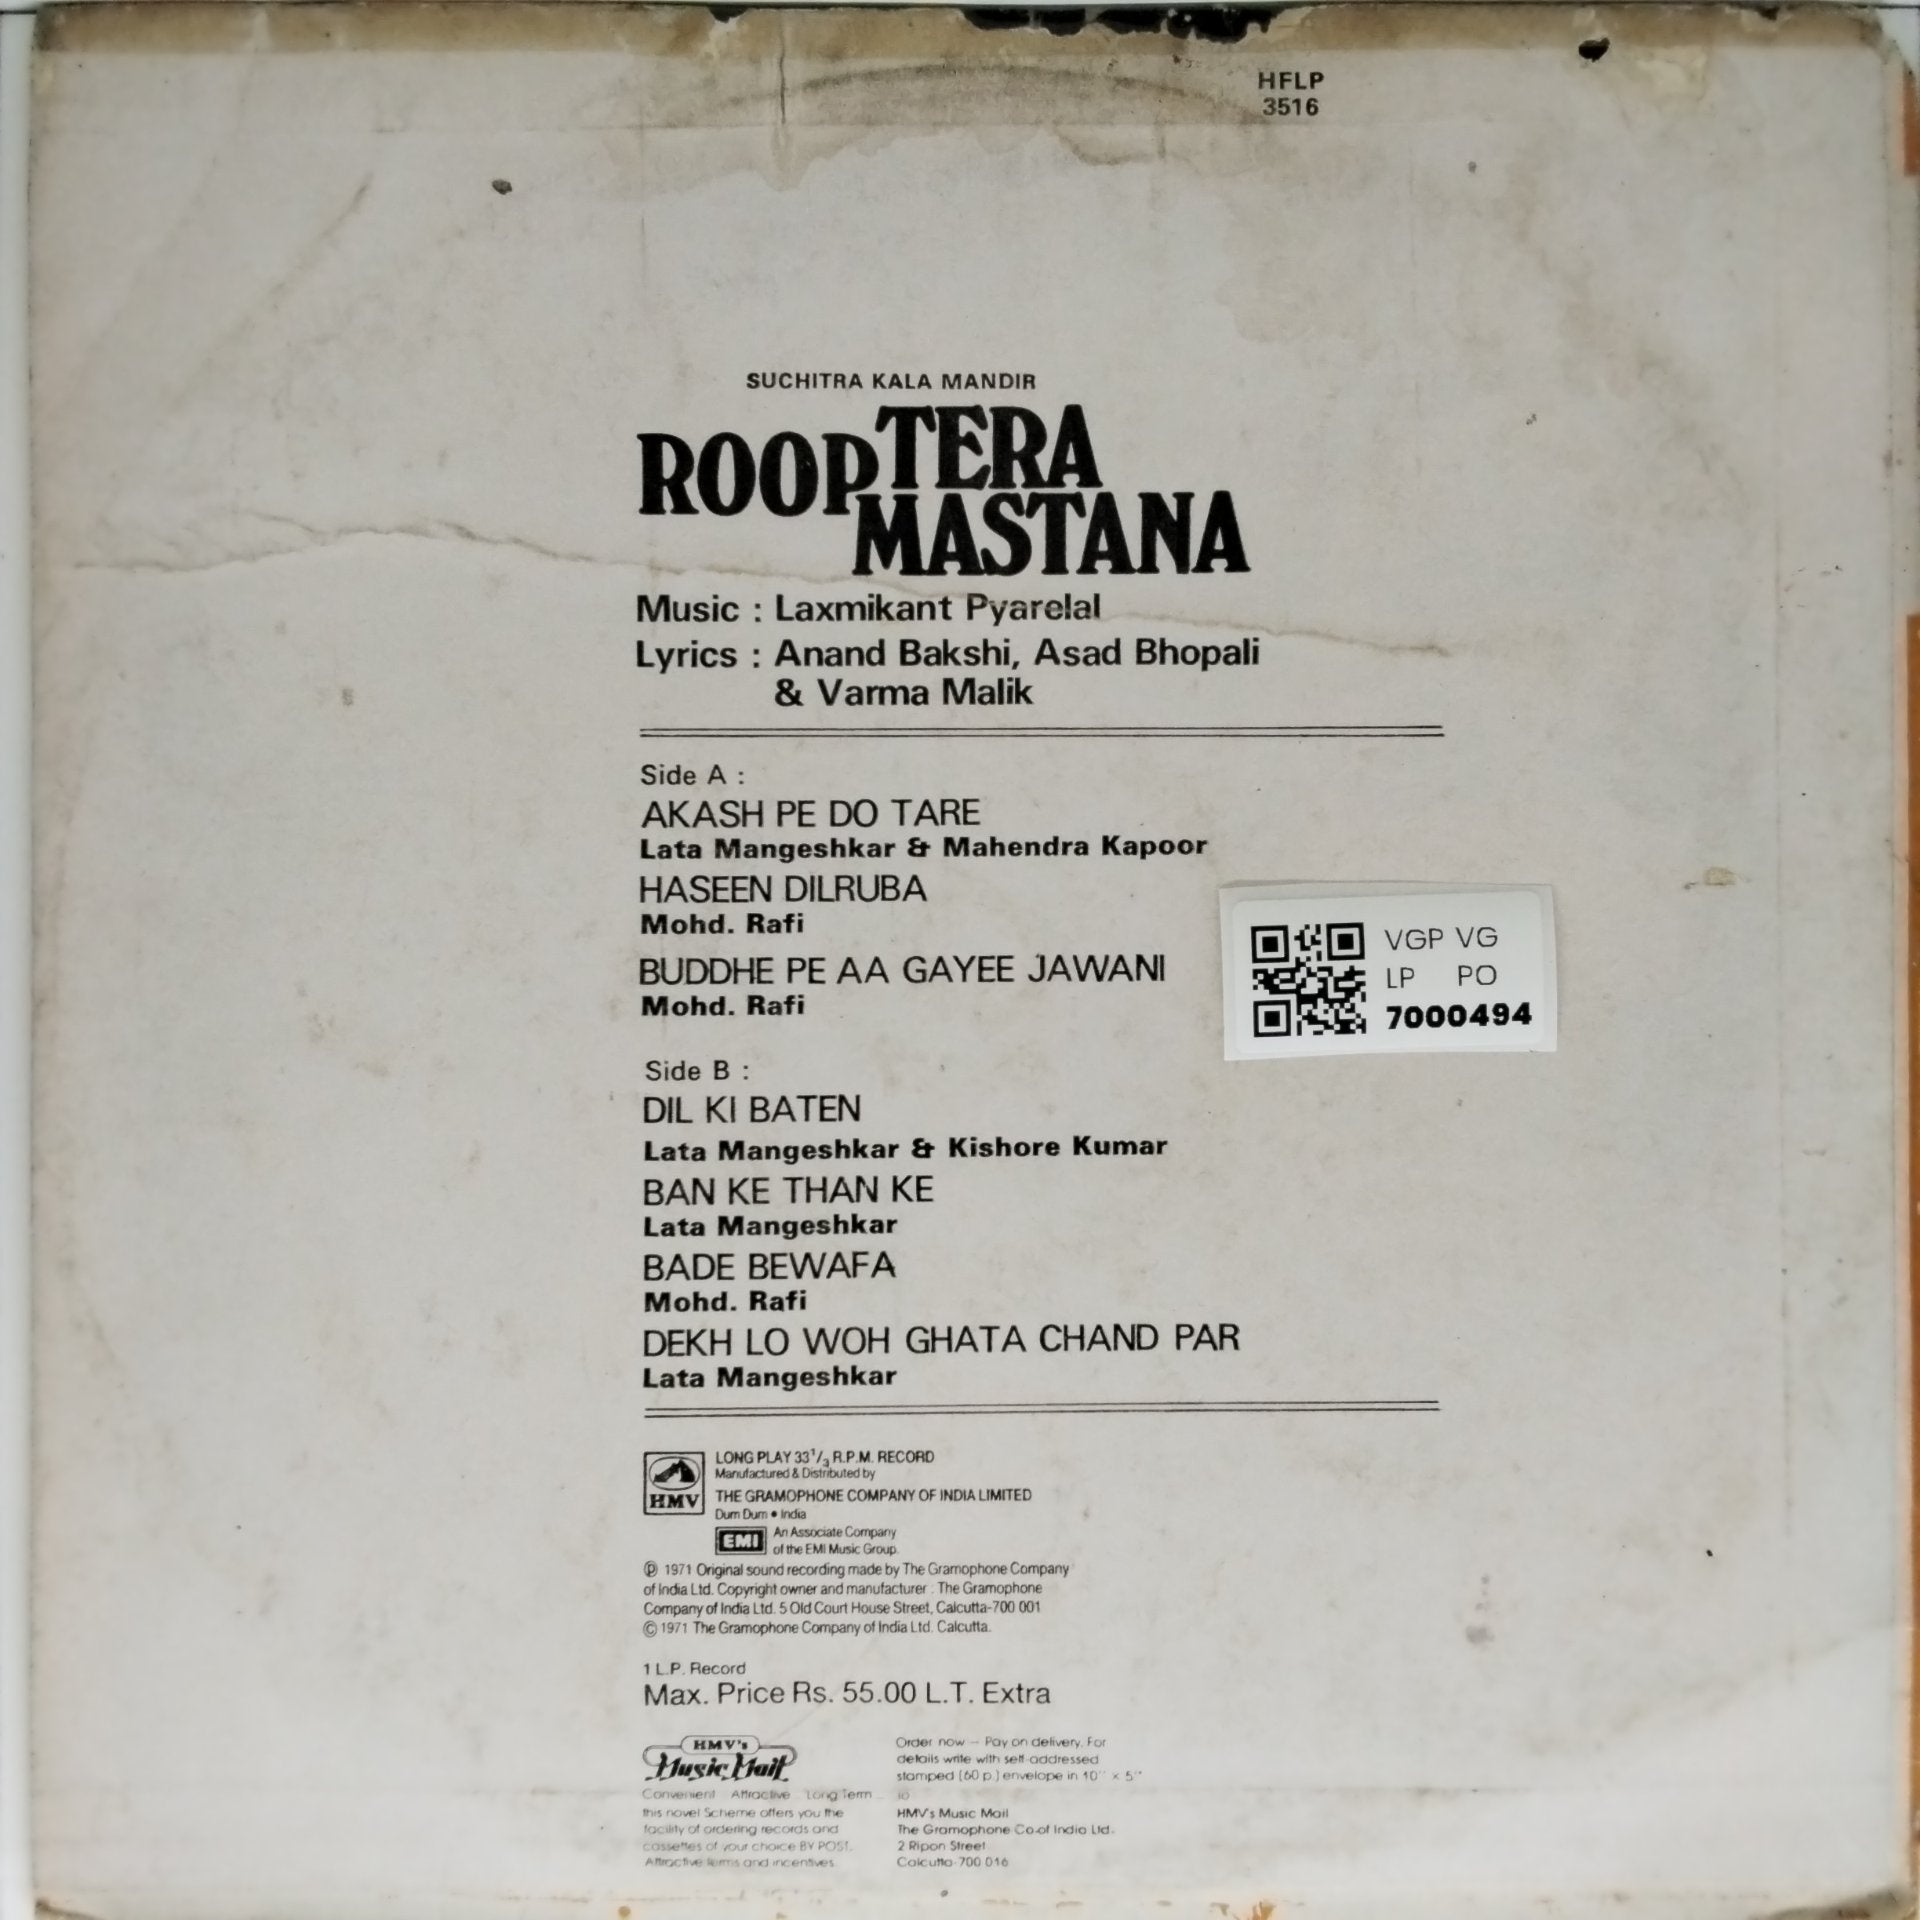 HFLP
3516
SUCHITRA KALA MANDIR
ROOP TERA
MASTANA
Music : Laxmikant Pyarelal
Lyrics : Anand Bakshi, Asad Bhopali
& Varma Malik
Side A :
AKASH PE DO TARE
Lata Mangeshkar & Mahendra Kapoor
HASEEN DILRUBA
Mohd. Rafi
BUDDHE PE AA GAYEE JAWANI
Mohd. Rafi
VGP VG
LP PO
7000494
Side B :
DIL KI BATEN
Lata Mangeshkar & Kishore Kumar
BAN KE THAN KE
Lata Mangeshkar
BADE BEWAFA
Mohd. Rafi
DEKH LO WOH GHATA CHAND PAR
Lata Mangeshkar
HMV
LONG PLAY 33 1/3 R.P.M. RECORD
Manufactured & Distributed by
THE GRAMOPHONE COMPANY OF INDIA LIMITED
Dum Dum • India
EMI
An Associate Company
of the EMI Music Group.
℗ 1971 Original sound recording made by The Gramophone Company
of India Ltd. Copyright owner and manufacturer : The Gramophone
Company of India Ltd. 5 Old Court House Street, Calcutta-700 001
© 1971 The Gramophone Company of India Ltd. Calcutta.
1 L.P. Record
Max. Price Rs. 55.00 L.T. Extra
HMV's
Music Mail
Convenient Attractive Long Term
this novel Scheme offers you the
facility of ordering records and
cassettes of your choice BY POST.
Attractive terms and incentives.
Order now – Pay on delivery. For
details write with self-addressed
stamped (60 p.) envelope in 10" × 5"
to
HMV's Music Mail
The Gramophone Co.of India Ltd.
2 Ripon Street
Calcutta-700 016